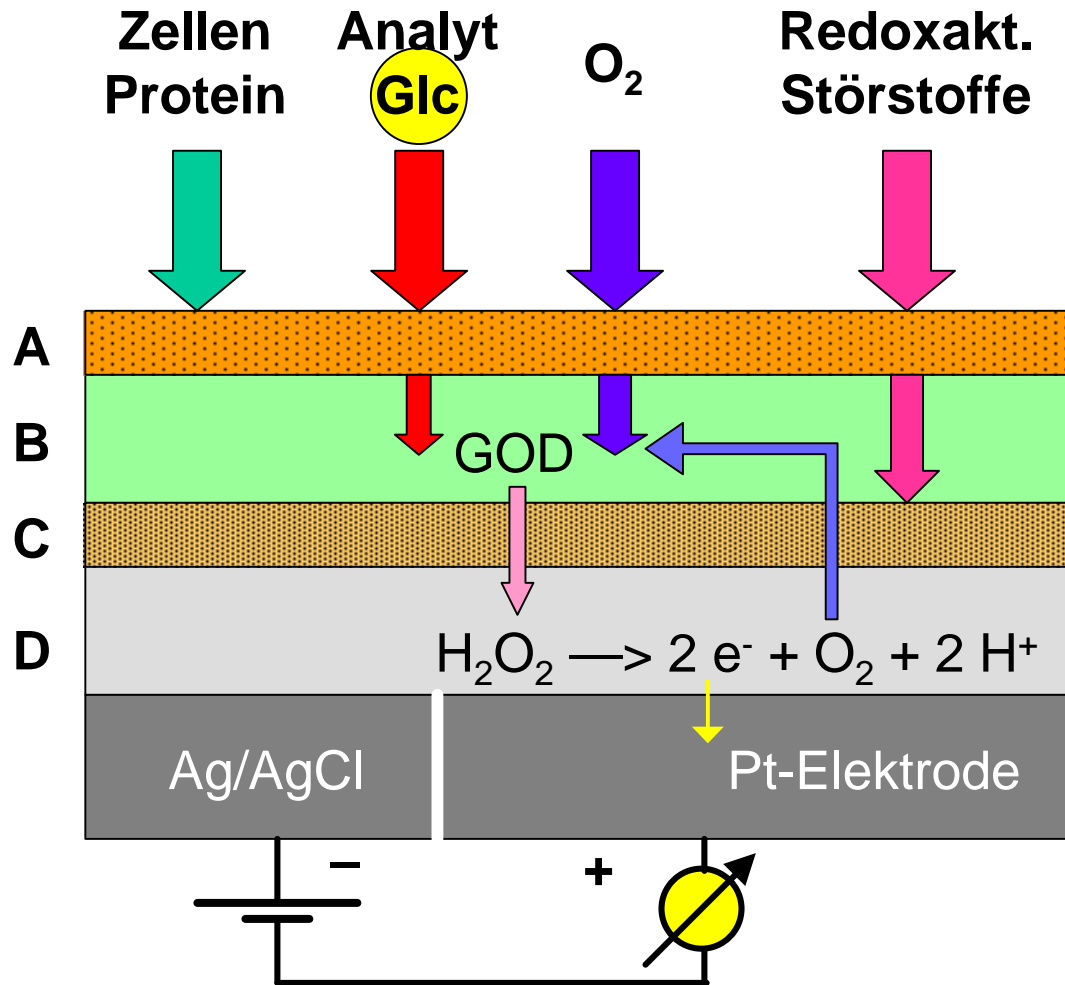 Zellen
Protein
Analyt
Glc
O₂
Redoxakt.
Störstoffe
A
B
GOD
C
D
H₂O₂ —> 2 e⁻ + O₂ + 2 H⁺
Ag/AgCl
Pt-Elektrode
–
+